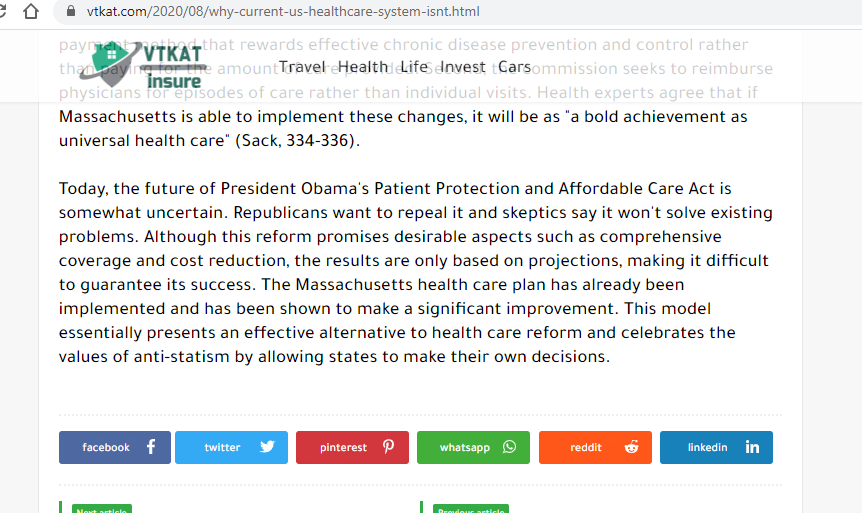 vtkat.com/2020/08/why-current-us-healthcare-system-isnt.html
VTKAT
insure
Travel Health Life Invest Cars
payment method that rewards effective chronic disease prevention and control rather
than paying for the amount of care provided. Second, the commission seeks to reimburse
physicians for episodes of care rather than individual visits. Health experts agree that if
Massachusetts is able to implement these changes, it will be as "a bold achievement as
universal health care" (Sack, 334-336).
Today, the future of President Obama's Patient Protection and Affordable Care Act is
somewhat uncertain. Republicans want to repeal it and skeptics say it won't solve existing
problems. Although this reform promises desirable aspects such as comprehensive
coverage and cost reduction, the results are only based on projections, making it difficult
to guarantee its success. The Massachusetts health care plan has already been
implemented and has been shown to make a significant improvement. This model
essentially presents an effective alternative to health care reform and celebrates the
values of anti-statism by allowing states to make their own decisions.
facebook twitter pinterest whatsapp reddit linkedin
Next article Previous article